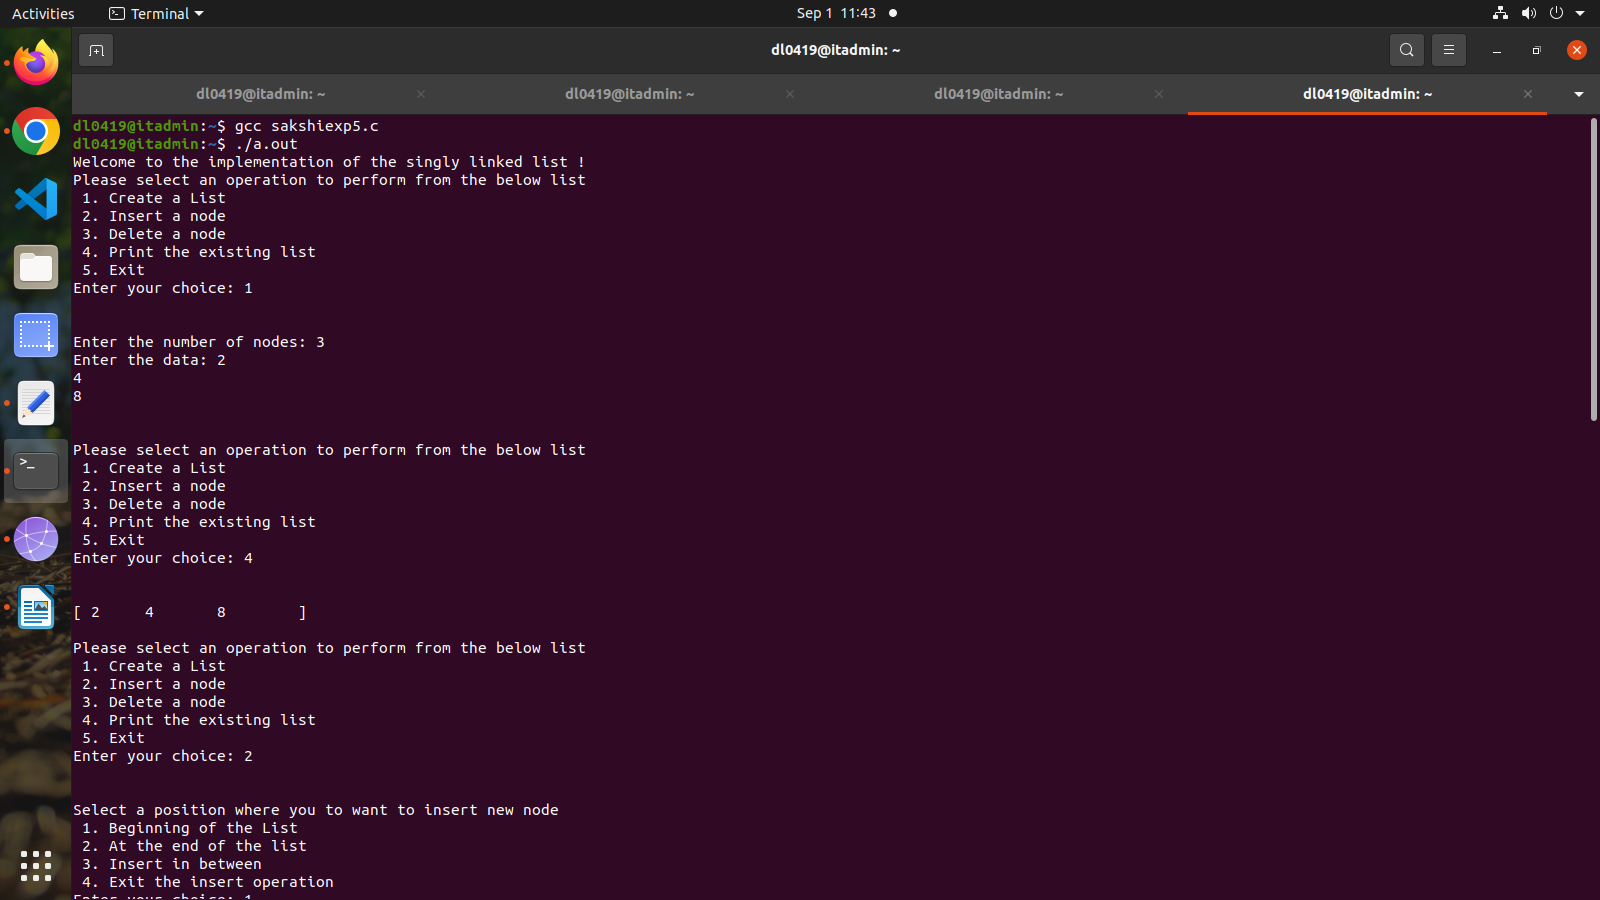 Activities Terminal Sep 1 11:43
dl0419@itadmin: ~
dl0419@itadmin: ~ dl0419@itadmin: ~ dl0419@itadmin: ~ dl0419@itadmin: ~
dl0419@itadmin:~$ gcc sakshiexp5.c
dl0419@itadmin:~$ ./a.out
Welcome to the implementation of the singly linked list !
Please select an operation to perform from the below list
1. Create a List
2. Insert a node
3. Delete a node
4. Print the existing list
5. Exit
Enter your choice: 1
Enter the number of nodes: 3
Enter the data: 2
4
8
Please select an operation to perform from the below list
1. Create a List
2. Insert a node
3. Delete a node
4. Print the existing list
5. Exit
Enter your choice: 4
[ 2 4 8 ]
Please select an operation to perform from the below list
1. Create a List
2. Insert a node
3. Delete a node
4. Print the existing list
5. Exit
Enter your choice: 2
Select a position where you to want to insert new node
1. Beginning of the List
2. At the end of the list
3. Insert in between
4. Exit the insert operation
Enter your choice: 1